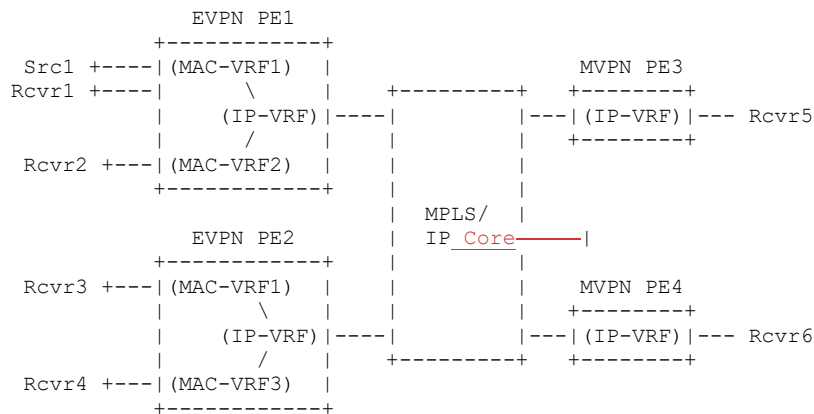 EVPN PE1
+------------+
Src1 +----|(MAC-VRF1) | MVPN PE3
Rcvr1 +----| \ | +---------+ +--------+
| (IP-VRF)|----| |---|(IP-VRF)|--- Rcvr5
| / | | | +--------+
Rcvr2 +---|(MAC-VRF2) | | |
+------------+ | |
| MPLS/ |
EVPN PE2 | IP Core |
+------------+ | |
Rcvr3 +---|(MAC-VRF1) | | | MVPN PE4
| \ | | | +--------+
| (IP-VRF)|----| |---|(IP-VRF)|--- Rcvr6
| / | +---------+ +--------+
Rcvr4 +---|(MAC-VRF3) |
+------------+